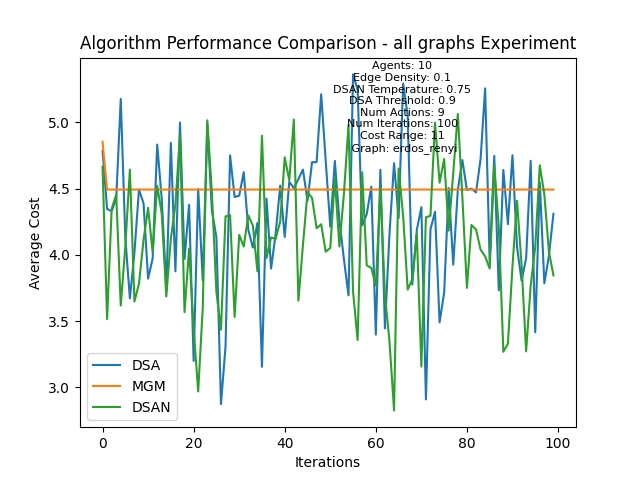 Algorithm Performance Comparison - all graphs Experiment
Agents: 10
Edge Density: 0.1
DSAN Temperature: 0.75
DSA Threshold: 0.9
Num Actions: 9
Num Iterations: 100
Cost Range: 11
Graph: erdos_renyi
Average Cost
5.0
4.5
4.0
3.5
3.0
DSA
MGM
DSAN
0 20 40 60 80 100
Iterations